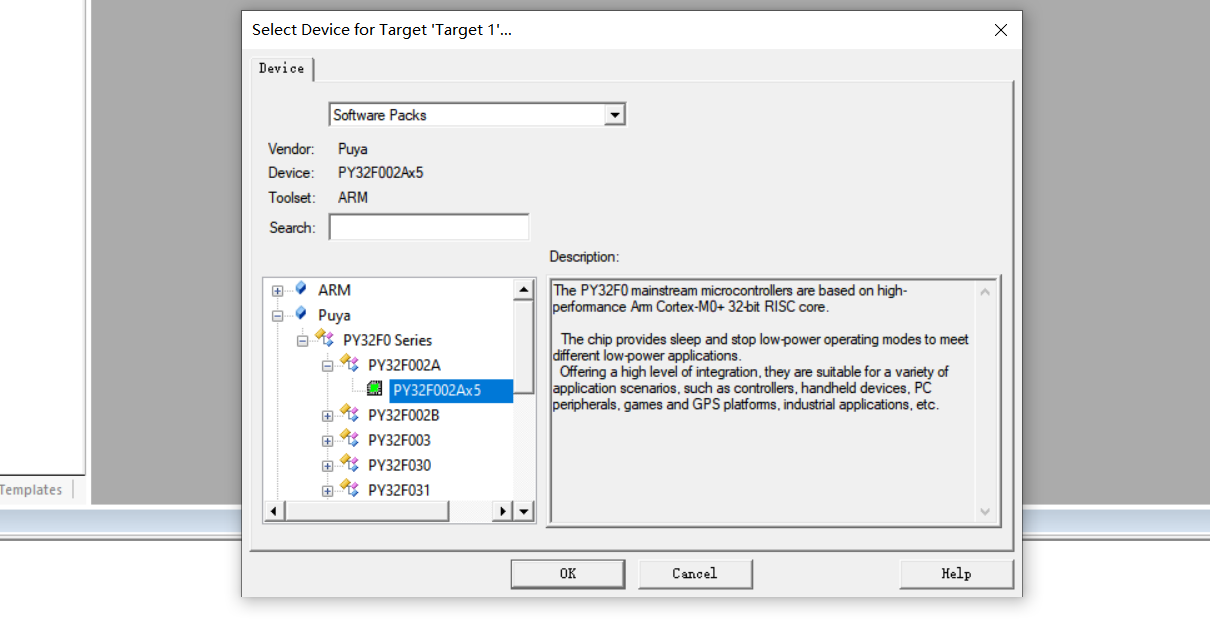 Select Device for Target 'Target 1'...
Device
Software Packs
Vendor: Puya
Device: PY32F002Ax5
Toolset: ARM
Search:
Description:
ARM
Puya
PY32F0 Series
PY32F002A
PY32F002Ax5
PY32F002B
PY32F003
PY32F030
PY32F031
The PY32F0 mainstream microcontrollers are based on high-
performance Arm Cortex-M0+ 32-bit RISC core.
The chip provides sleep and stop low-power operating modes to meet
different low-power applications.
Offering a high level of integration, they are suitable for a variety of
application scenarios, such as controllers, handheld devices, PC
peripherals, games and GPS platforms, industrial applications, etc.
Templates
OK
Cancel
Help